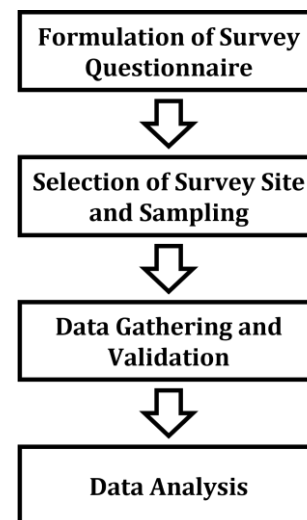 Formulation of Survey
Questionnaire
Selection of Survey Site
and Sampling
Data Gathering and
Validation
Data Analysis